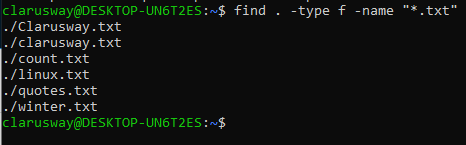 clarusway@DESKTOP-UN6T2ES:~$ find . -type f -name "*.txt"
./Clarusway.txt
./clarusway.txt
./count.txt
./linux.txt
./quotes.txt
./winter.txt
clarusway@DESKTOP-UN6T2ES:~$